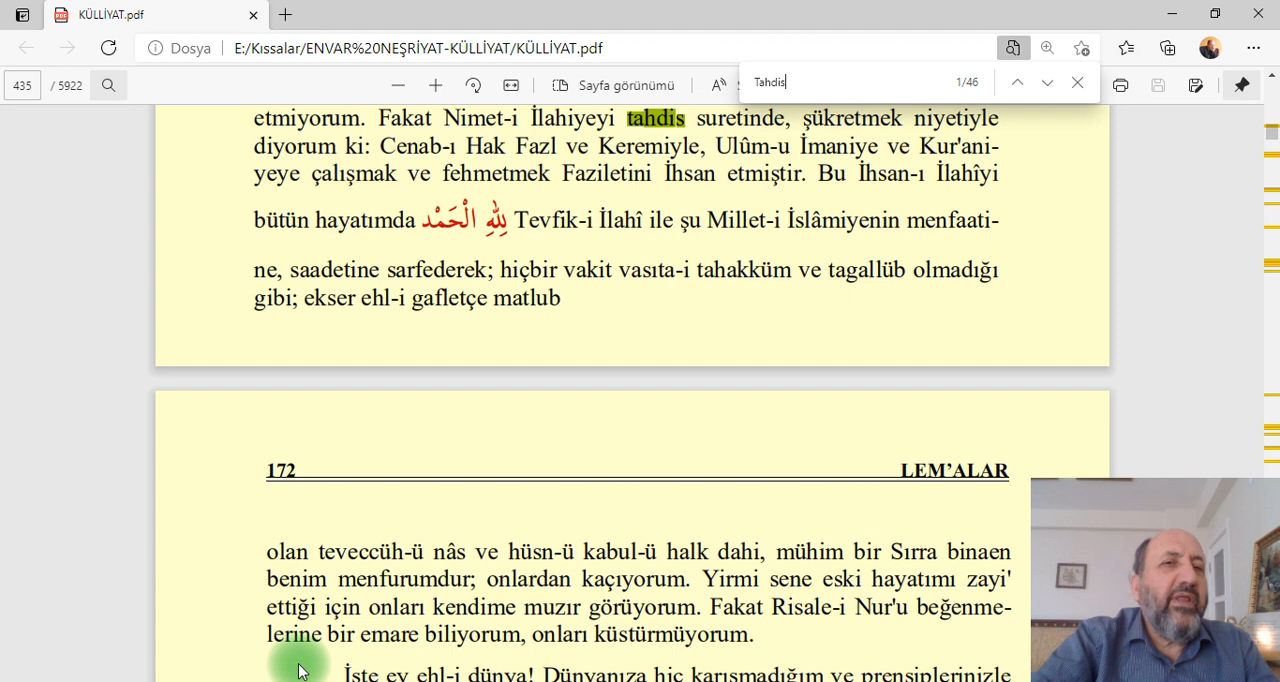 KÜLLİYAT.pdf
Dosya
E:/Kıssalar/ENVAR%20NEŞRİYAT-KÜLLİYAT/KÜLLİYAT.pdf
435 / 5922
Sayfa görünümü
Tahdis
1/46
etmiyorum. Fakat Nimet-i İlahiyeyi tahdis suretinde, şükretmek niyetiyle
diyorum ki: Cenab-ı Hak Fazl ve Keremiyle, Ulûm-u İmaniye ve Kur'ani-
yeye çalışmak ve fehmetmek Faziletini İhsan etmiştir. Bu İhsan-ı İlahîyi
bütün hayatımda لِلّٰهِ الْحَمْد Tevfik-i İlahî ile şu Millet-i İslâmiyenin menfaati-
ne, saadetine sarfederek; hiçbir vakit vasıta-i tahakküm ve tagallüb olmadığı
gibi; ekser ehl-i gafletçe matlub
172 LEM’ALAR
olan teveccüh-ü nâs ve hüsn-ü kabul-ü halk dahi, mühim bir Sırra binaen
benim menfurumdur; onlardan kaçıyorum. Yirmi sene eski hayatımı zayi'
ettiği için onları kendime muzır görüyorum. Fakat Risale-i Nur'u beğenme-
lerine bir emare biliyorum, onları küstürmüyorum.
İşte ey ehl-i dünya! Dünyanıza hiç karışmadığım ve prensiplerinizle